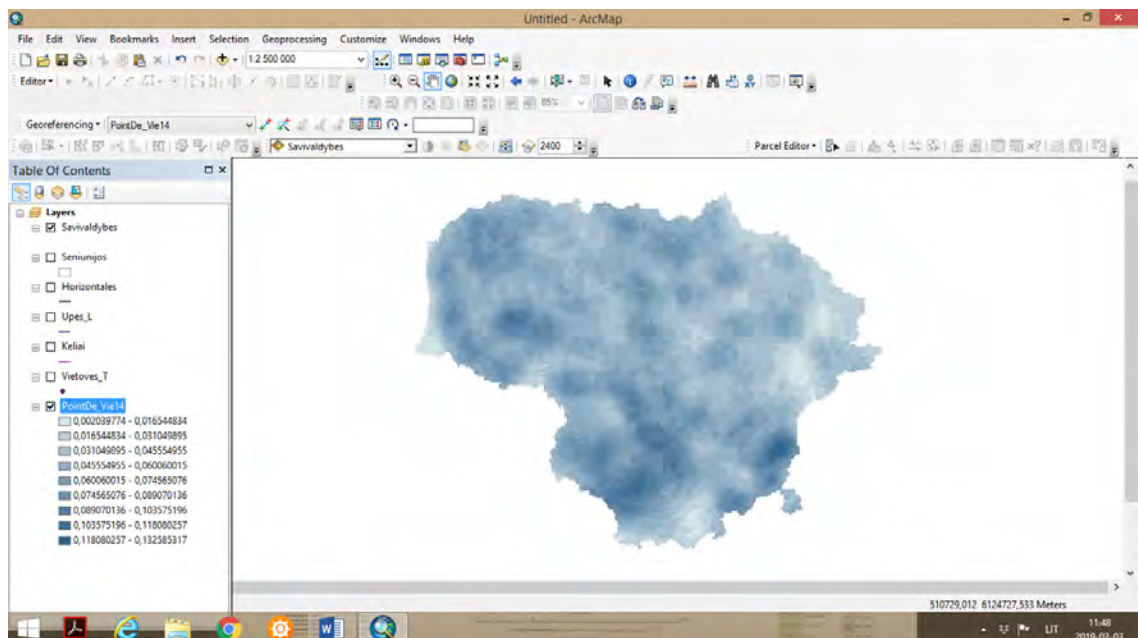 Untitled - ArcMap
File Edit View Bookmarks Insert Selection Geoprocessing Customize Windows Help
1:2 500 000
Editor
85%
Georeferencing PointDe_Vie14
Savivaldybes 2400 Parcel Editor
Table Of Contents
Layers
Savivaldybes
Seniunijos
Horizontales
Upes_L
Keliai
Vietoves_T
PointDe_Vie14
0,002039774 - 0,016544834
0,016544834 - 0,031049895
0,031049895 - 0,045554955
0,045554955 - 0,060060015
0,060060015 - 0,074565076
0,074565076 - 0,089070136
0,089070136 - 0,103575196
0,103575196 - 0,118080257
0,118080257 - 0,132585317
510729,012 6124727,533 Meters
LIT
11:48
2019-03-03